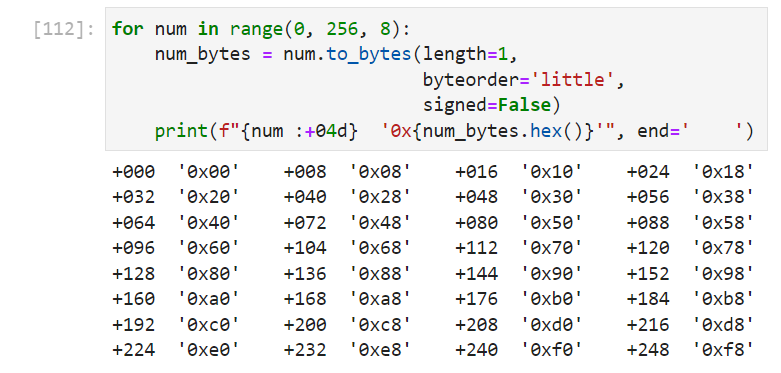 [112]: for num in range(0, 256, 8):
    num_bytes = num.to_bytes(length=1,
                             byteorder='little',
                             signed=False)
    print(f"{num :+04d}  '0x{num_bytes.hex()}'", end='    ')
+000  '0x00'    +008  '0x08'    +016  '0x10'    +024  '0x18'
+032  '0x20'    +040  '0x28'    +048  '0x30'    +056  '0x38'
+064  '0x40'    +072  '0x48'    +080  '0x50'    +088  '0x58'
+096  '0x60'    +104  '0x68'    +112  '0x70'    +120  '0x78'
+128  '0x80'    +136  '0x88'    +144  '0x90'    +152  '0x98'
+160  '0xa0'    +168  '0xa8'    +176  '0xb0'    +184  '0xb8'
+192  '0xc0'    +200  '0xc8'    +208  '0xd0'    +216  '0xd8'
+224  '0xe0'    +232  '0xe8'    +240  '0xf0'    +248  '0xf8'